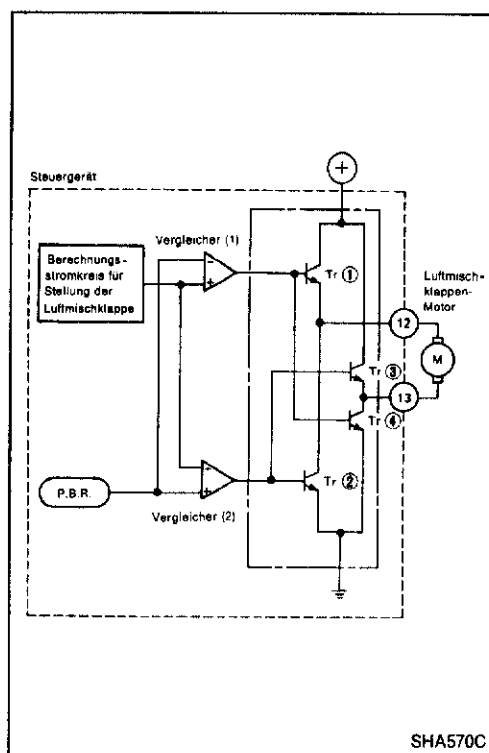 Steuergerät
+
Vergleicher (1)
Berechnungs-
stromkreis für
Stellung der
Luftmischklappe
-
+
Tr ①
Luftmisch-
klappen-
Motor
12
M
Tr ③
13
Tr ④
-
+
P.B.R.
Tr ②
Vergleicher (2)
SHA570C